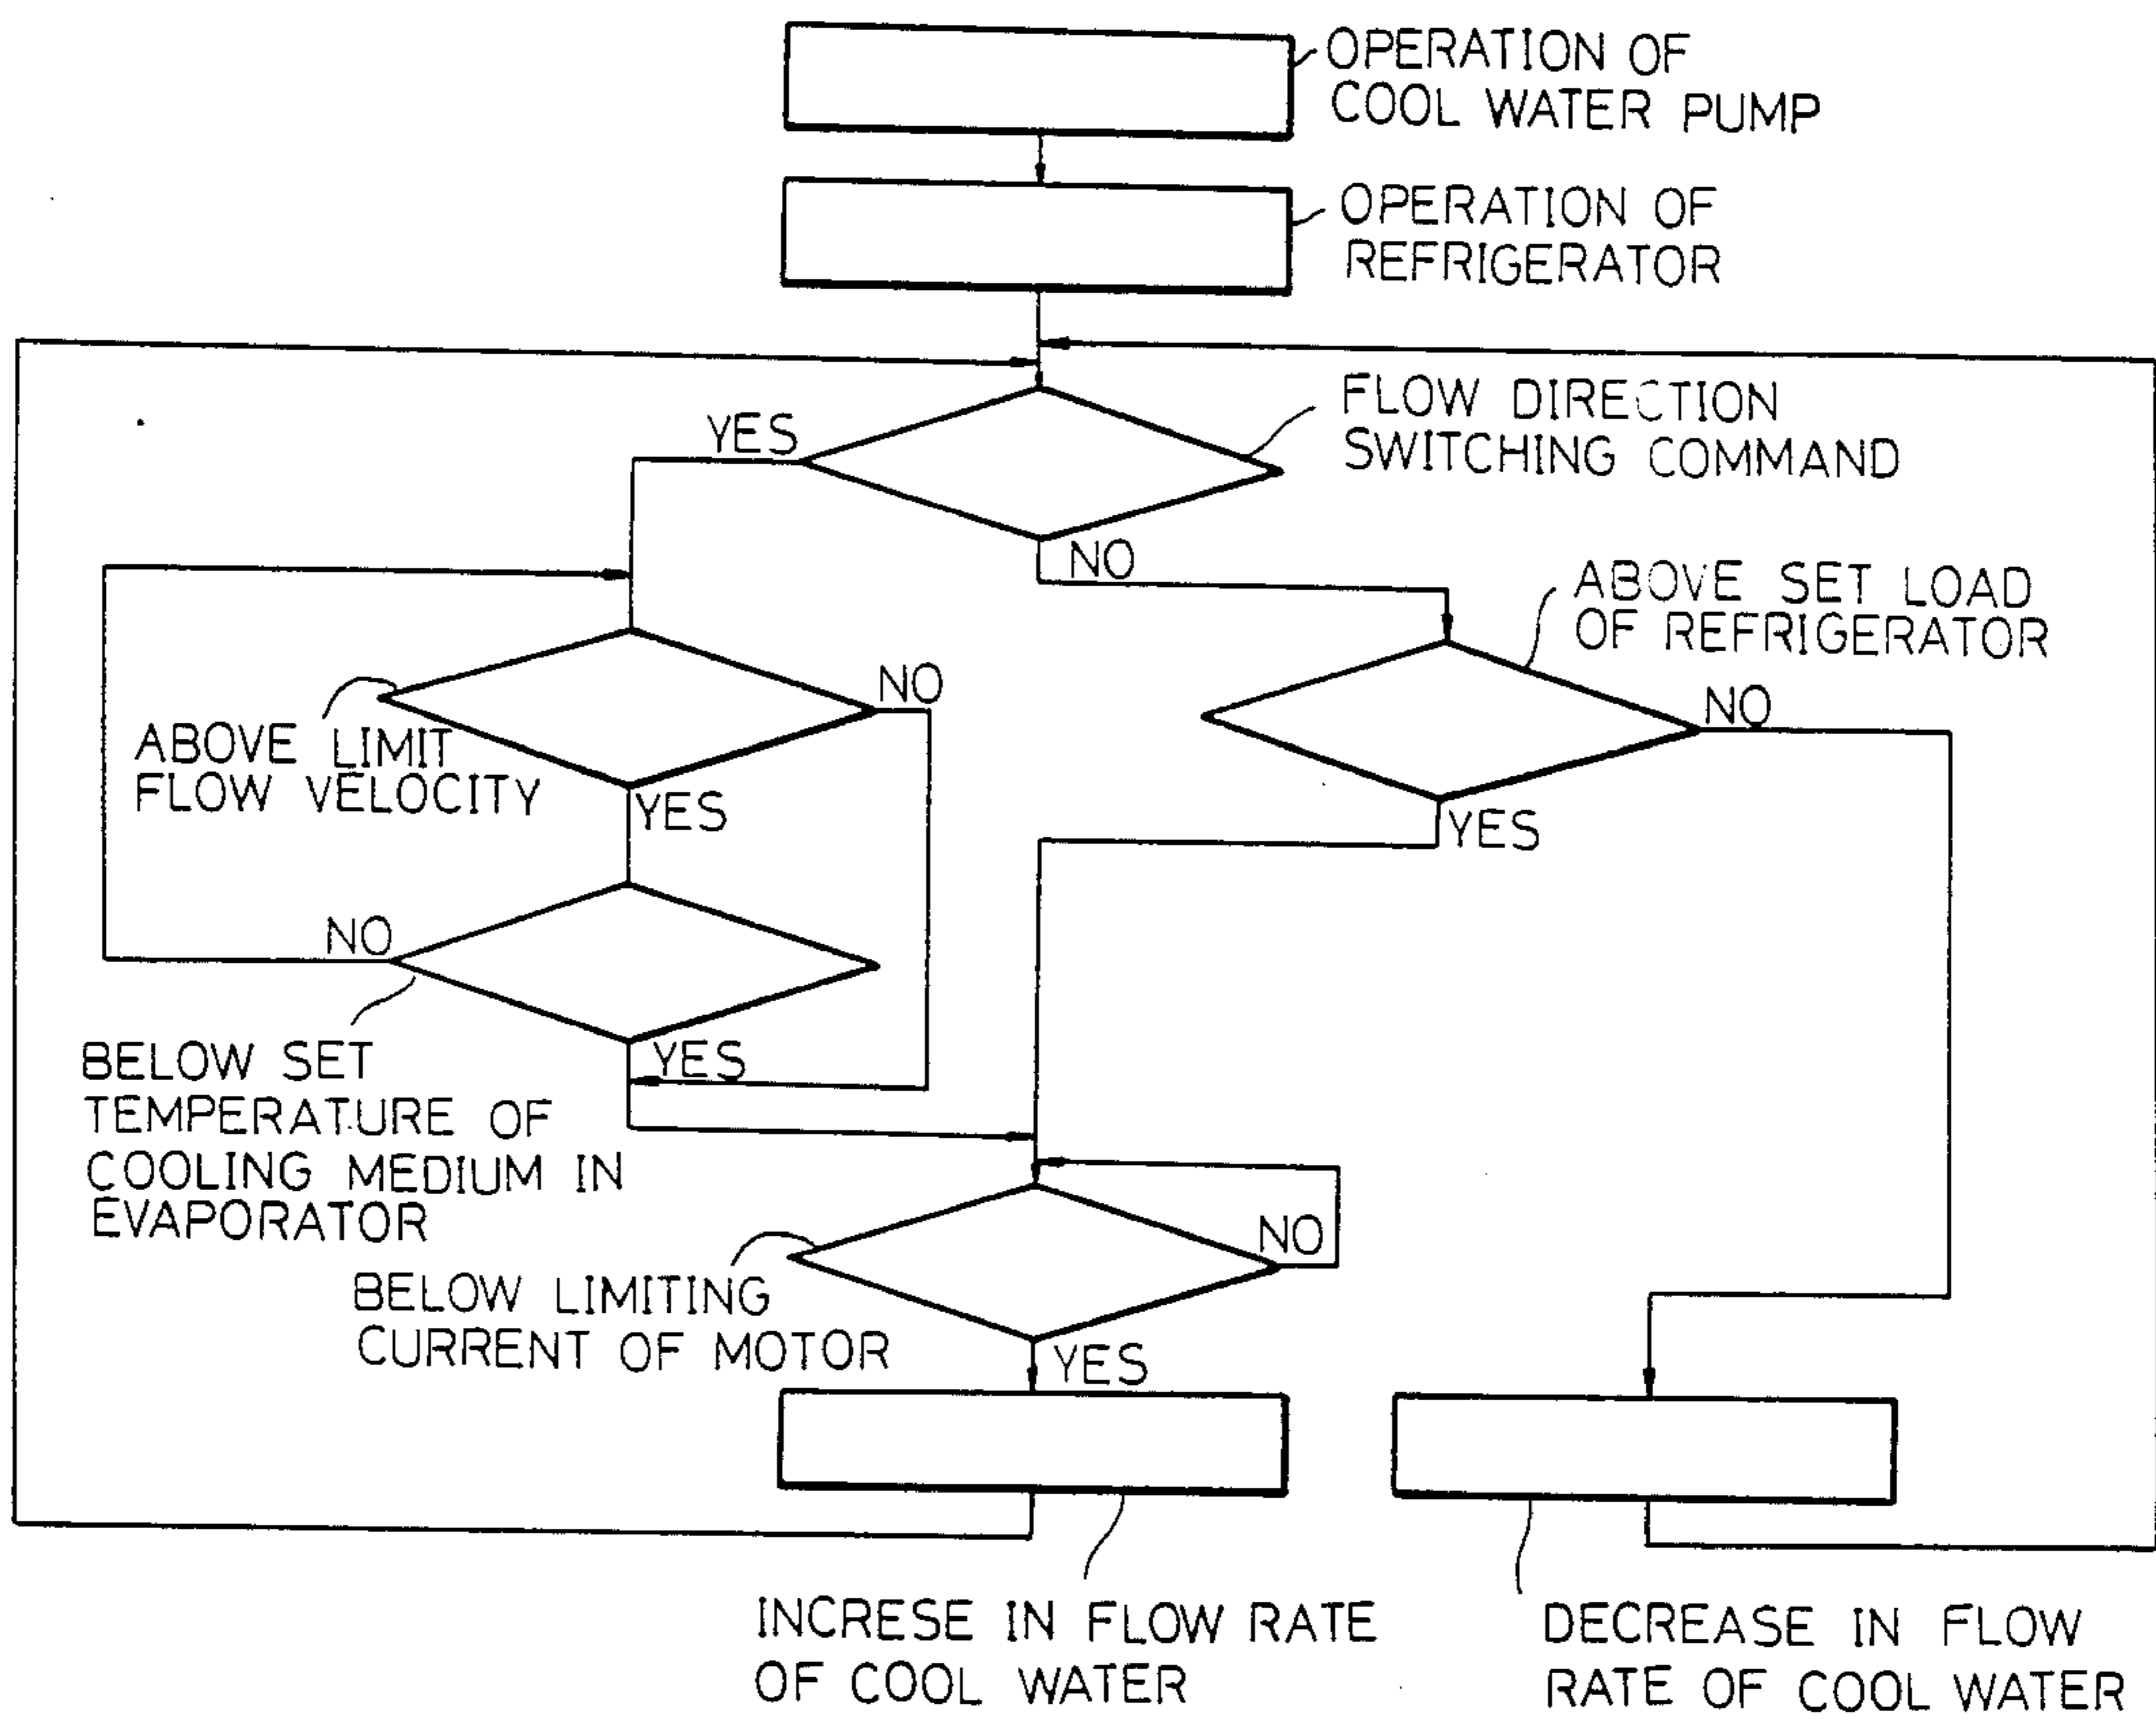 OPERATION OF
COOL WATER PUMP
OPERATION OF
REFRIGERATOR
FLOW DIRECTION
SWITCHING COMMAND
YES
NO
ABOVE SET LOAD
OF REFRIGERATOR
NO
NO
ABOVE LIMIT
FLOW VELOCITY
YES
YES
NO
BELOW SET
TEMPERATURE OF
COOLING MEDIUM IN
EVAPORATOR
YES
NO
BELOW LIMITING
CURRENT OF MOTOR
YES
INCRESE IN FLOW RATE
OF COOL WATER
DECREASE IN FLOW
RATE OF COOL WATER